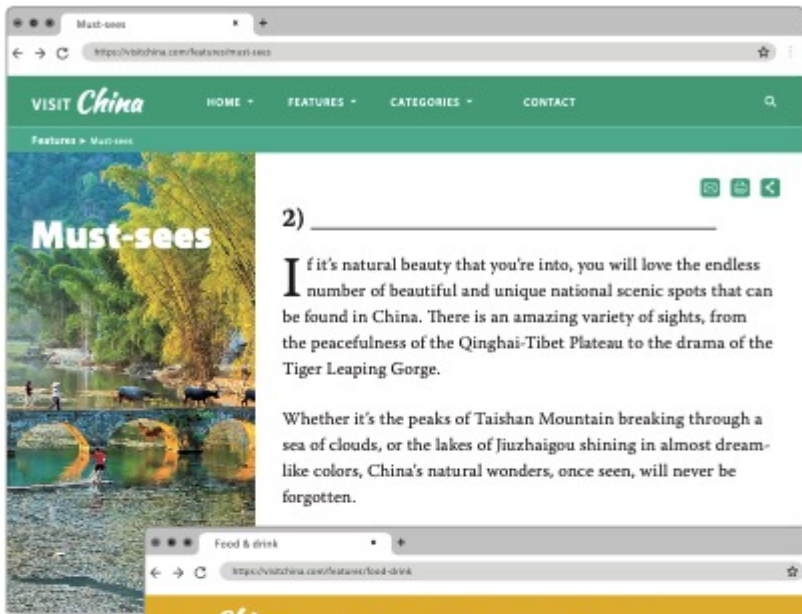 Must-sees
+
https://visitchina.com/features/must-sees
VISIT China HOME FEATURES CATEGORIES CONTACT
Features > Must-sees
Must-sees
2)
If it's natural beauty that you're into, you will love the endless
number of beautiful and unique national scenic spots that can
be found in China. There is an amazing variety of sights, from
the peacefulness of the Qinghai-Tibet Plateau to the drama of the
Tiger Leaping Gorge.
Whether it's the peaks of Taishan Mountain breaking through a
sea of clouds, or the lakes of Jiuzhaigou shining in almost dream-
like colors, China's natural wonders, once seen, will never be
forgotten.
Food & drink
+
https://visitchina.com/features/food-drink